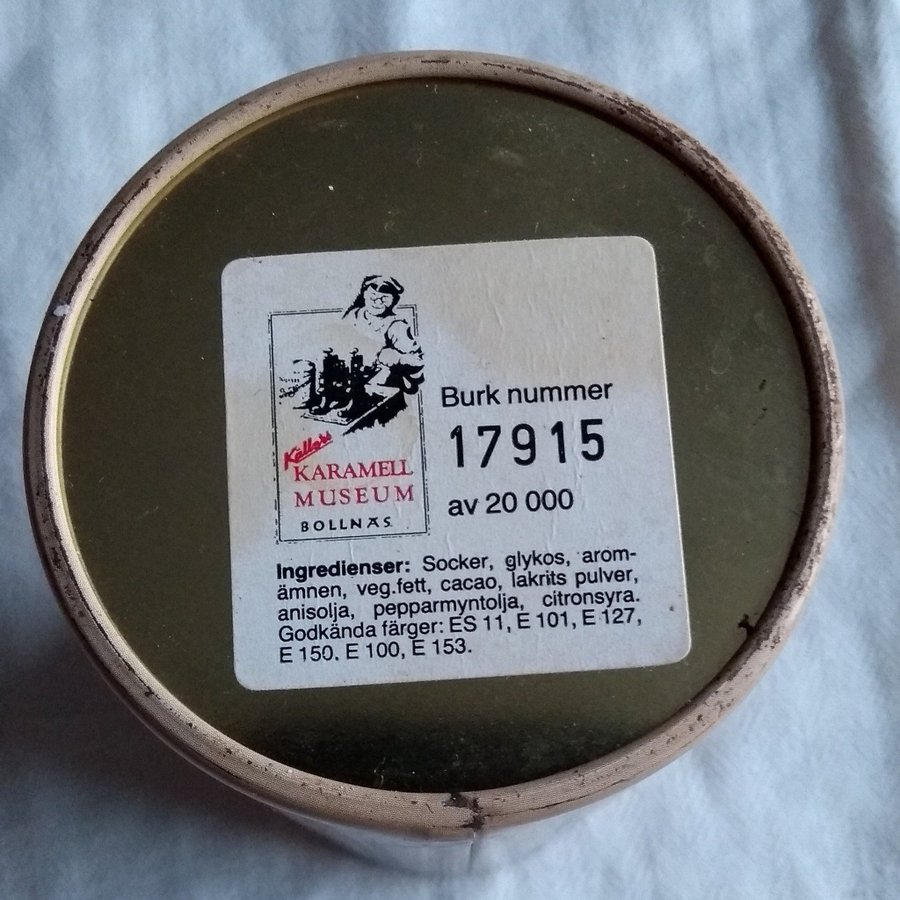 Burk nummer
17915
av 20 000
Källers
KARAMELL
MUSEUM
BOLLNÄS
Ingredienser: Socker, glykos, arom-
ämnen, veg.fett, cacao, lakrits pulver,
anisolja, pepparmyntolja, citronsyra.
Godkända färger: ES 11, E 101, E 127,
E 150. E 100, E 153.